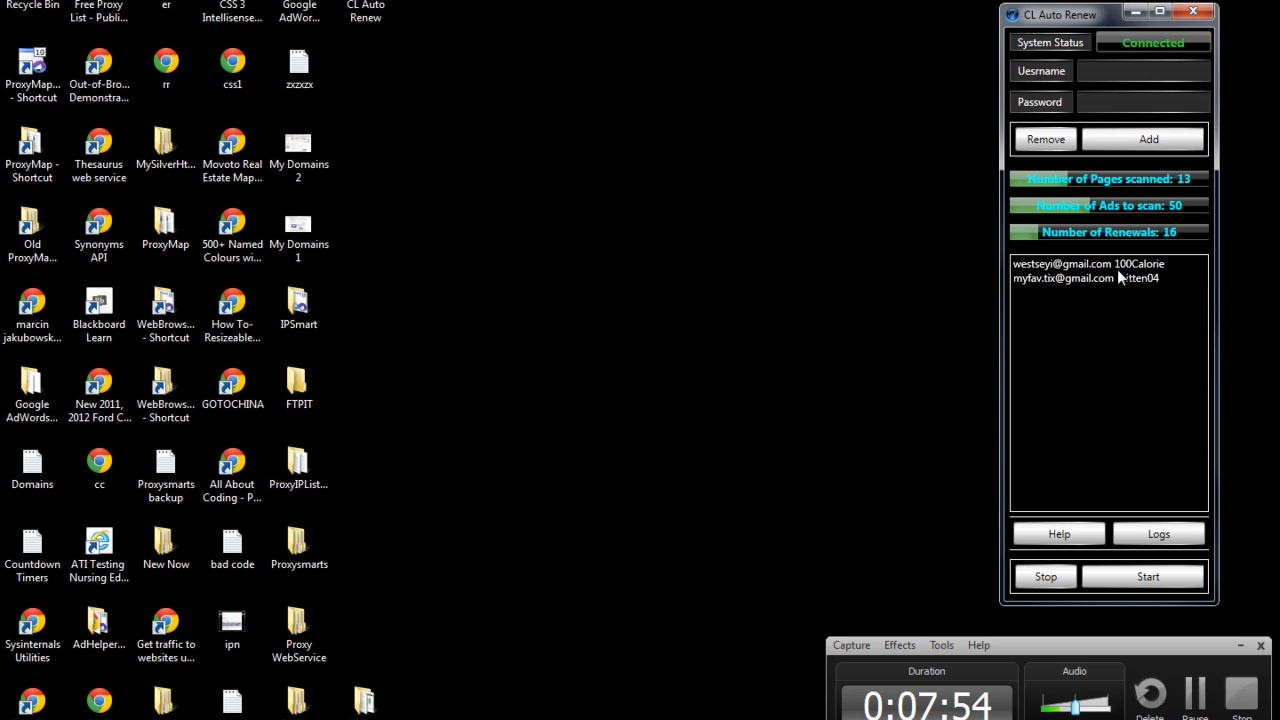 Recycle Bin
Free Proxy
List - Publi...
er
CSS 3
Intellisense...
Google
AdWor...
CL Auto
Renew
ProxyMap...
- Shortcut
Out-of-Bro...
Demonstra...
rr
css1
zxzxzx
ProxyMap -
Shortcut
Thesaurus
web service
MySilverHt...
Movoto Real
Estate Map...
My Domains
2
Old
ProxyMa...
Synonyms
API
ProxyMap
500+ Named
Colours wi...
My Domains
1
marcin
jakubowsk...
Blackboard
Learn
WebBrows...
- Shortcut
How To-
Resizeable...
IPSmart
Google
AdWords...
New 2011,
2012 Ford C...
WebBrows...
- Shortcut
GOTOCHINA
FTPIT
Domains
cc
Proxysmarts
backup
All About
Coding - P...
ProxyIPList...
Countdown
Timers
ATI Testing
Nursing Ed...
New Now
bad code
Proxysmarts
Sysinternals
Utilities
AdHelper...
Get traffic to
websites u...
ipn
Proxy
WebService
CL Auto Renew
System Status
Connected
Uesrname
Password
Remove
Add
Number of Pages scanned: 13
Number of Ads to scan: 50
Number of Renewals: 16
westseyi@gmail.com 100Calorie
myfav.tix@gmail.com
Help
Logs
Stop
Start
Capture Effects Tools Help
Duration
Audio
0:07:54
Delete
Pause
Stop